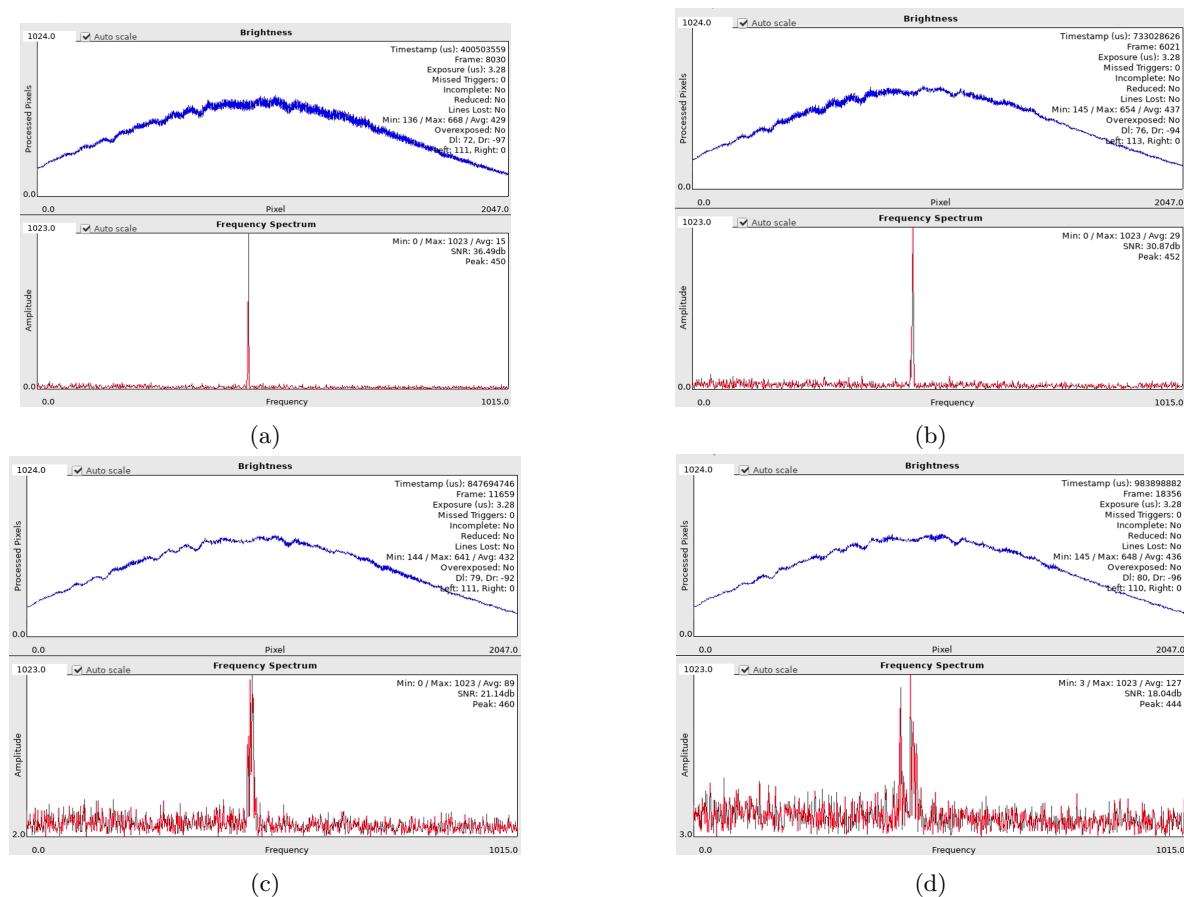 Brightness
1024.0
Auto scale
Timestamp (us): 400503559
Frame: 8030
Exposure (us): 3.28
Missed Triggers: 0
Incomplete: No
Reduced: No
Lines Lost: No
Min: 136 / Max: 668 / Avg: 429
Overexposed: No
Dl: 72, Dr: -97
Left: 111, Right: 0
Processed Pixels
0.0
0.0 Pixel 2047.0
Frequency Spectrum
1023.0
Auto scale
Min: 0 / Max: 1023 / Avg: 15
SNR: 36.49db
Peak: 450
Amplitude
0.0
0.0 Frequency 1015.0
(a)
Brightness
1024.0
Auto scale
Timestamp (us): 733028626
Frame: 6021
Exposure (us): 3.28
Missed Triggers: 0
Incomplete: No
Reduced: No
Lines Lost: No
Min: 145 / Max: 654 / Avg: 437
Overexposed: No
Dl: 76, Dr: -94
Left: 113, Right: 0
Processed Pixels
0.0
0.0 Pixel 2047.0
Frequency Spectrum
1023.0
Auto scale
Min: 0 / Max: 1023 / Avg: 29
SNR: 30.87db
Peak: 452
Amplitude
0.0
0.0 Frequency 1015.0
(b)
Brightness
1024.0
Auto scale
Timestamp (us): 847694746
Frame: 11659
Exposure (us): 3.28
Missed Triggers: 0
Incomplete: No
Reduced: No
Lines Lost: No
Min: 144 / Max: 641 / Avg: 432
Overexposed: No
Dl: 79, Dr: -92
Left: 111, Right: 0
Processed Pixels
0.0
0.0 Pixel 2047.0
Frequency Spectrum
1023.0
Auto scale
Min: 0 / Max: 1023 / Avg: 89
SNR: 21.14db
Peak: 460
Amplitude
2.0
0.0 Frequency 1015.0
(c)
Brightness
1024.0
Auto scale
Timestamp (us): 983898882
Frame: 18356
Exposure (us): 3.28
Missed Triggers: 0
Incomplete: No
Reduced: No
Lines Lost: No
Min: 145 / Max: 648 / Avg: 436
Overexposed: No
Dl: 80, Dr: -96
Left: 110, Right: 0
Processed Pixels
0.0
0.0 Pixel 2047.0
Frequency Spectrum
1023.0
Auto scale
Min: 3 / Max: 1023 / Avg: 127
SNR: 18.04db
Peak: 444
Amplitude
3.0
0.0 Frequency 1015.0
(d)